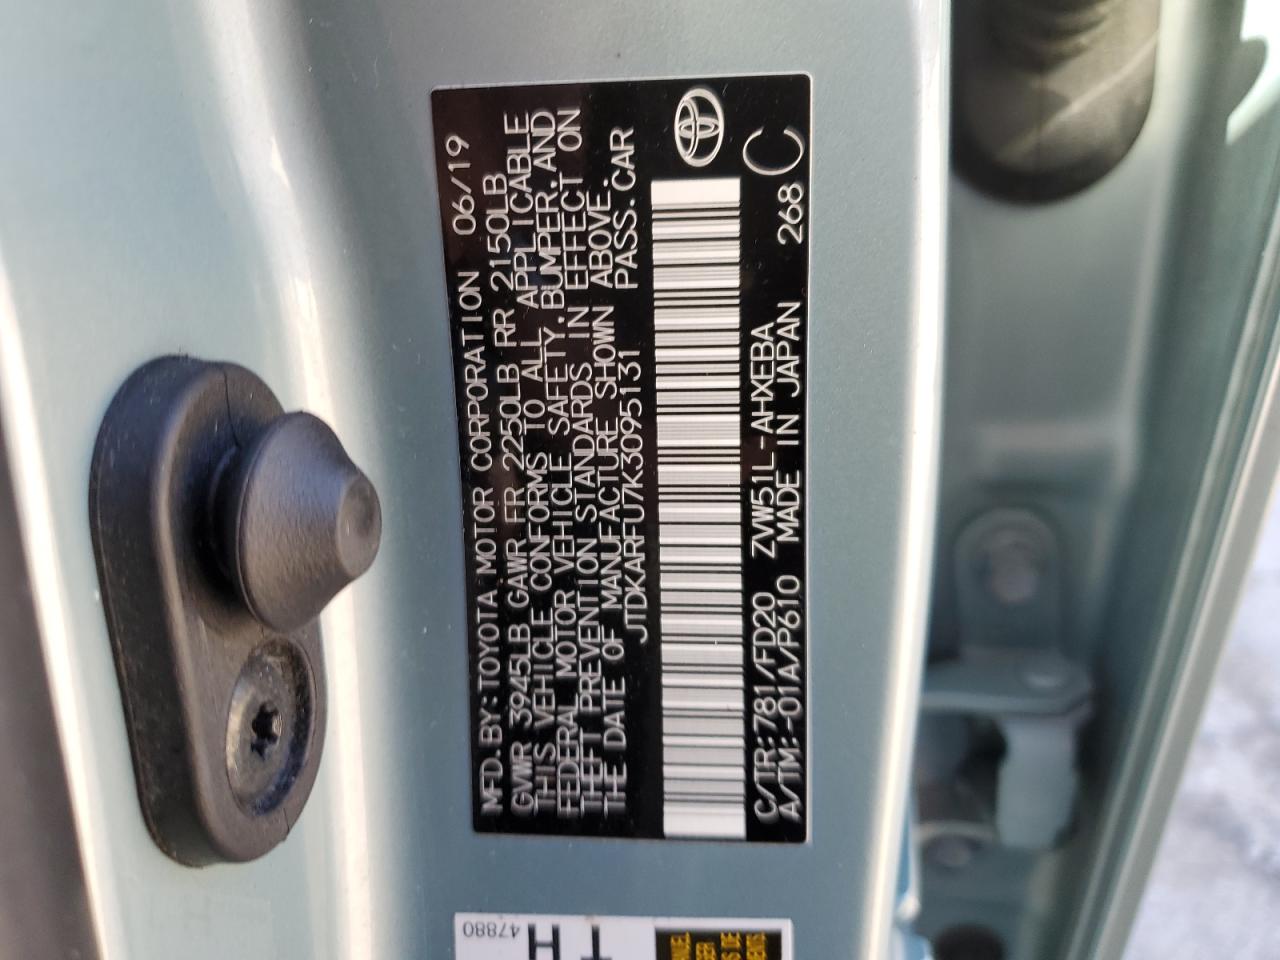 MFD.BY:TOYOTA MOTOR CORPORATION 06/19
GVWR 3945LB GAWR FR 2250LB RR 2150LB
THIS VEHICLE CONFORMS TO ALL APPLICABLE
FEDERAL MOTOR VEHICLE SAFETY,BUMPER,AND
THEFT PREVENTION STANDARDS IN EFFECT ON
THE DATE OF MANUFACTURE SHOWN ABOVE.
JTDKARFU7K3095131 PASS.CAR
C/TR:781/FD20 ZVW51L-AHXEBA
A/TM:-01A/P610 MADE IN JAPAN 268 C
47880
H